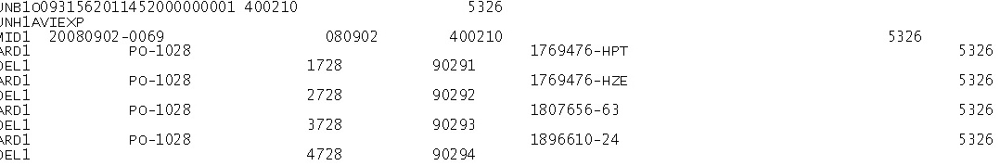 UNB1O0931562011452000000001 400210 5326
UNH1AVIEXP
MID1 20080902-0069 080902 400210 5326
ARD1 PO-1028 1769476-HPT 5326
DEL1 1728 90291
ARD1 PO-1028 1769476-HZE 5326
DEL1 2728 90292
ARD1 PO-1028 1807656-63 5326
DEL1 3728 90293
ARD1 PO-1028 1896610-24 5326
DEL1 4728 90294